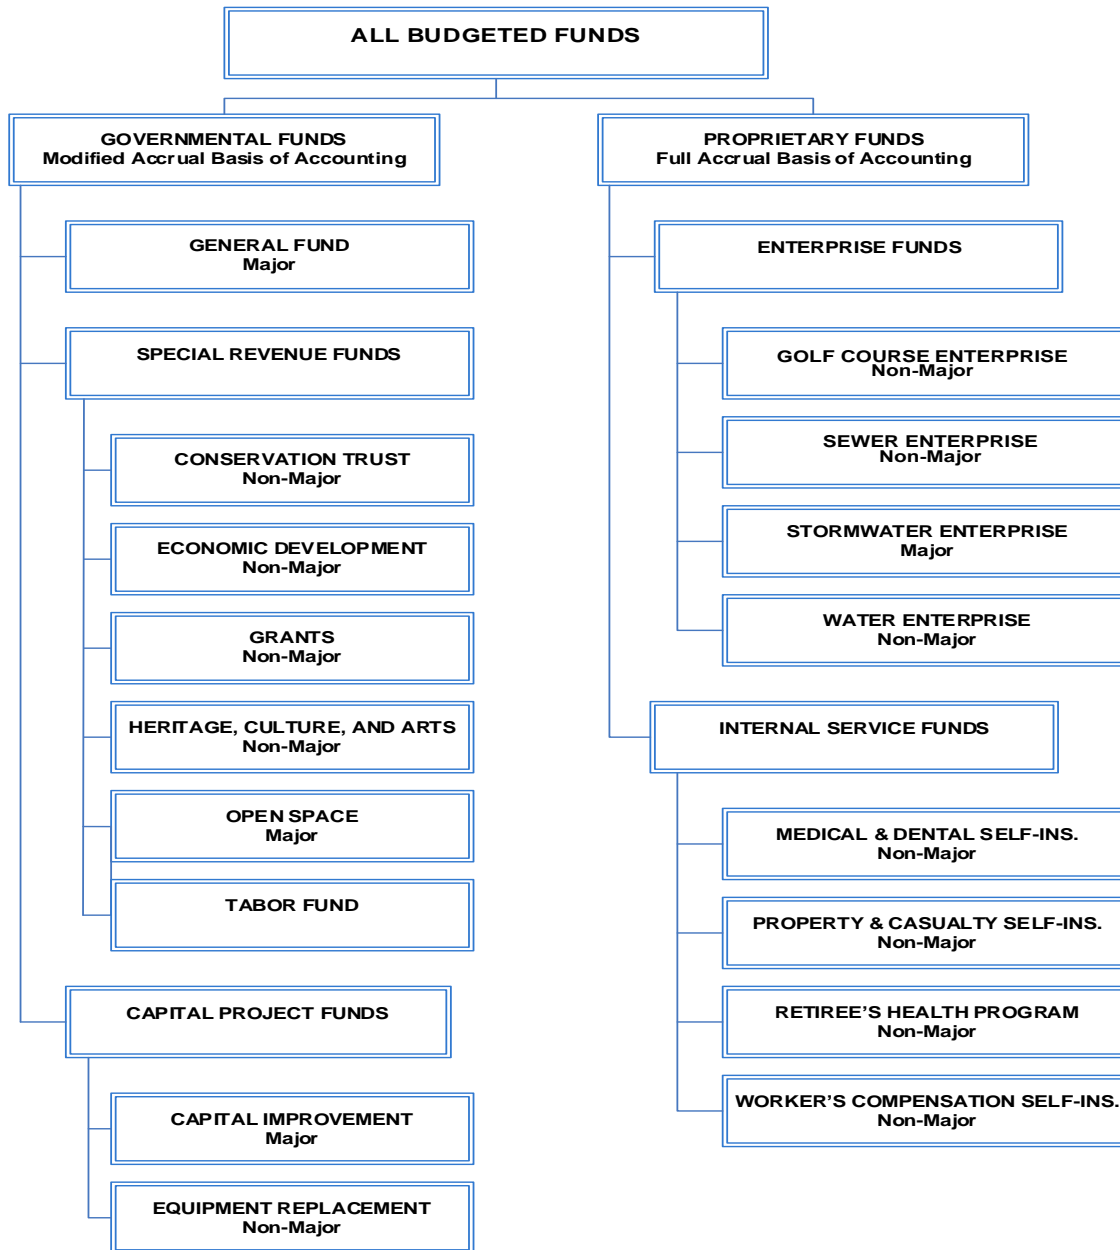 ALL BUDGETED FUNDS
GOVERNMENTAL FUNDS
Modified Accrual Basis of Accounting
GENERAL FUND
Major
SPECIAL REVENUE FUNDS
CONSERVATION TRUST
Non-Major
ECONOMIC DEVELOPMENT
Non-Major
GRANTS
Non-Major
HERITAGE, CULTURE, AND ARTS
Non-Major
OPEN SPACE
Major
TABOR FUND
CAPITAL PROJECT FUNDS
CAPITAL IMPROVEMENT
Major
EQUIPMENT REPLACEMENT
Non-Major
PROPRIETARY FUNDS
Full Accrual Basis of Accounting
ENTERPRISE FUNDS
GOLF COURSE ENTERPRISE
Non-Major
SEWER ENTERPRISE
Non-Major
STORMWATER ENTERPRISE
Major
WATER ENTERPRISE
Non-Major
INTERNAL SERVICE FUNDS
MEDICAL & DENTAL SELF-INS.
Non-Major
PROPERTY & CASUALTY SELF-INS.
Non-Major
RETIREE’S HEALTH PROGRAM
Non-Major
WORKER’S COMPENSATION SELF-INS.
Non-Major